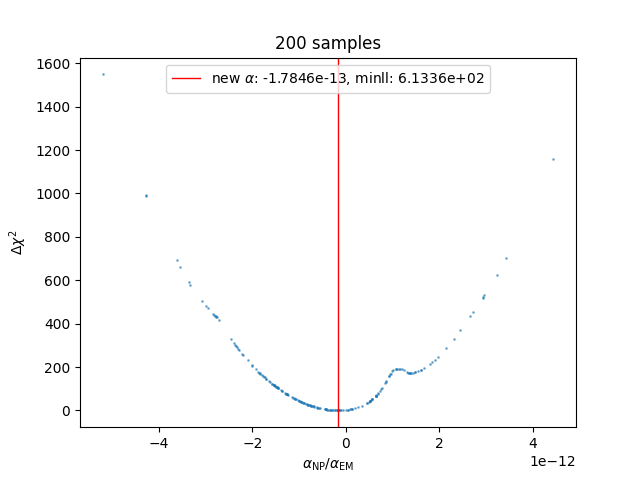 200 samples
new α: -1.7846e-13, minll: 6.1336e+02
Δχ²
1600
1400
1200
1000
800
600
400
200
0
−4 −2 0 2 4
1e−12
α_NP/α_EM